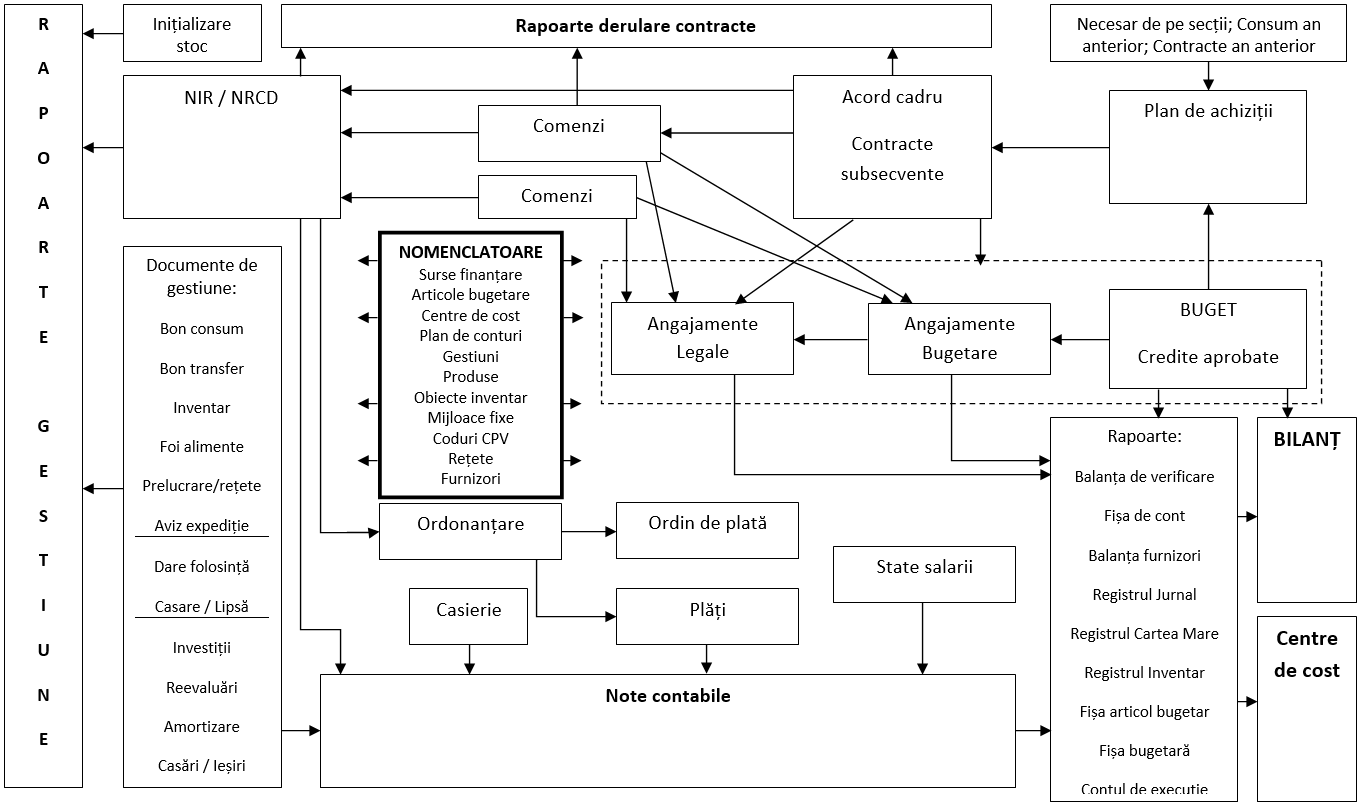 RAPOARTE GESTIUNE
Inițializare
stoc
Rapoarte derulare contracte
Necesar de pe secții; Consum an
anterior; Contracte an anterior
NIR / NRCD
Comenzi
Acord cadru
Contracte
subsecvente
Plan de achiziții
Comenzi
Documente de
gestiune:
Bon consum
Bon transfer
Inventar
Foi alimente
Prelucrare/rețete
Aviz expediție
Dare folosință
Casare / Lipsă
Investiții
Reevaluări
Amortizare
Casări / Ieșiri
NOMENCLATOARE
Surse finanțare
Articole bugetare
Centre de cost
Plan de conturi
Gestiuni
Produse
Obiecte inventar
Mijloace fixe
Coduri CPV
Rețete
Furnizori
Angajamente
Legale
Angajamente
Bugetare
BUGET
Credite aprobate
Ordonanțare
Ordin de plată
State salarii
Casierie
Plăți
Note contabile
Rapoarte:
Balanța de verificare
Fișa de cont
Balanța furnizori
Registrul Jurnal
Registrul Cartea Mare
Registrul Inventar
Fișa articol bugetar
Fișa bugetară
Contul de execuție
BILANȚ
Centre
de cost